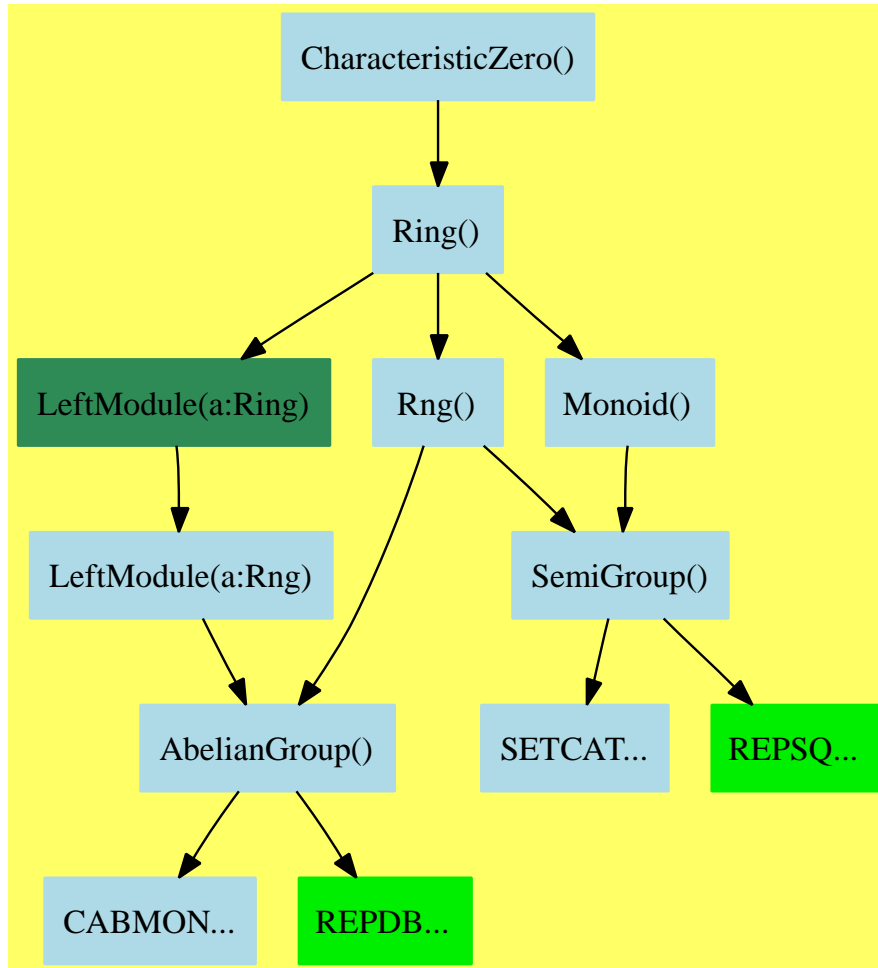 CharacteristicZero()
Ring()
LeftModule(a:Ring)
Rng()
Monoid()
LeftModule(a:Rng)
SemiGroup()
AbelianGroup()
SETCAT...
REPSQ...
CABMON...
REPDB...